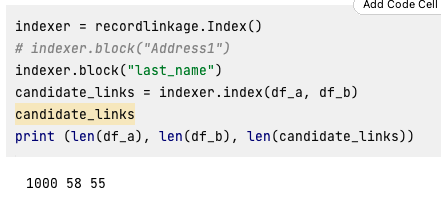 Add Code Cell
indexer = recordlinkage.Index()
# indexer.block("Address1")
indexer.block("last_name")
candidate_links = indexer.index(df_a, df_b)
candidate_links
print (len(df_a), len(df_b), len(candidate_links))
1000 58 55